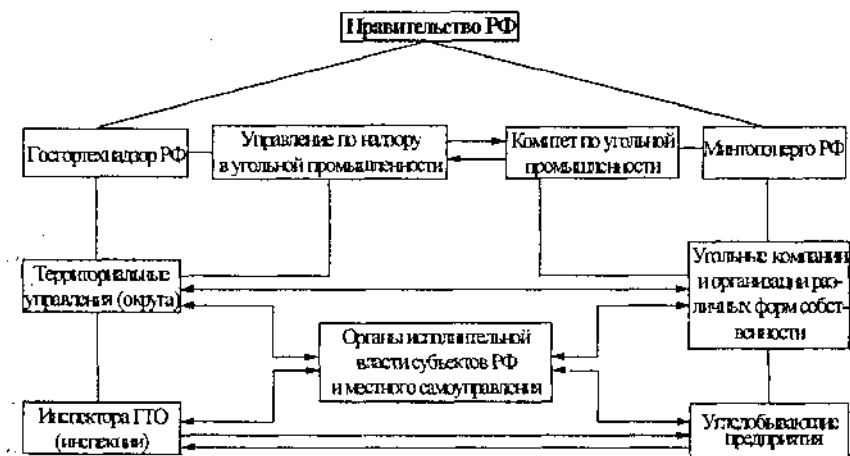 Правительство РФ
Госгортехнадзор РФ
Управление по надзору
в угольной промышленности
Комитет по угольной
промышленности
Минтопэнерго РФ
Территориальные
управления (округа)
Угольные компании
и организации раз-
личных форм собст-
венности
Органы исполнительной
власти субъектов РФ
и местного самоуправления
Инспектора ГТО
(инспекции)
Угледобывающие
предприятия